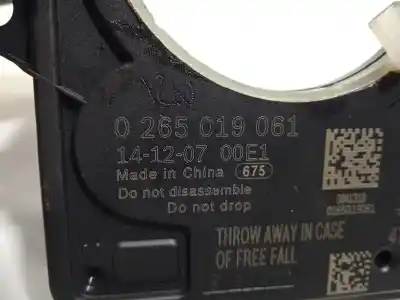 0 265 019 061
14-12-07 00E1
Made in China 675
Do not disassemble
Do not drop
THROW AWAY IN CASE
OF FREE FALL